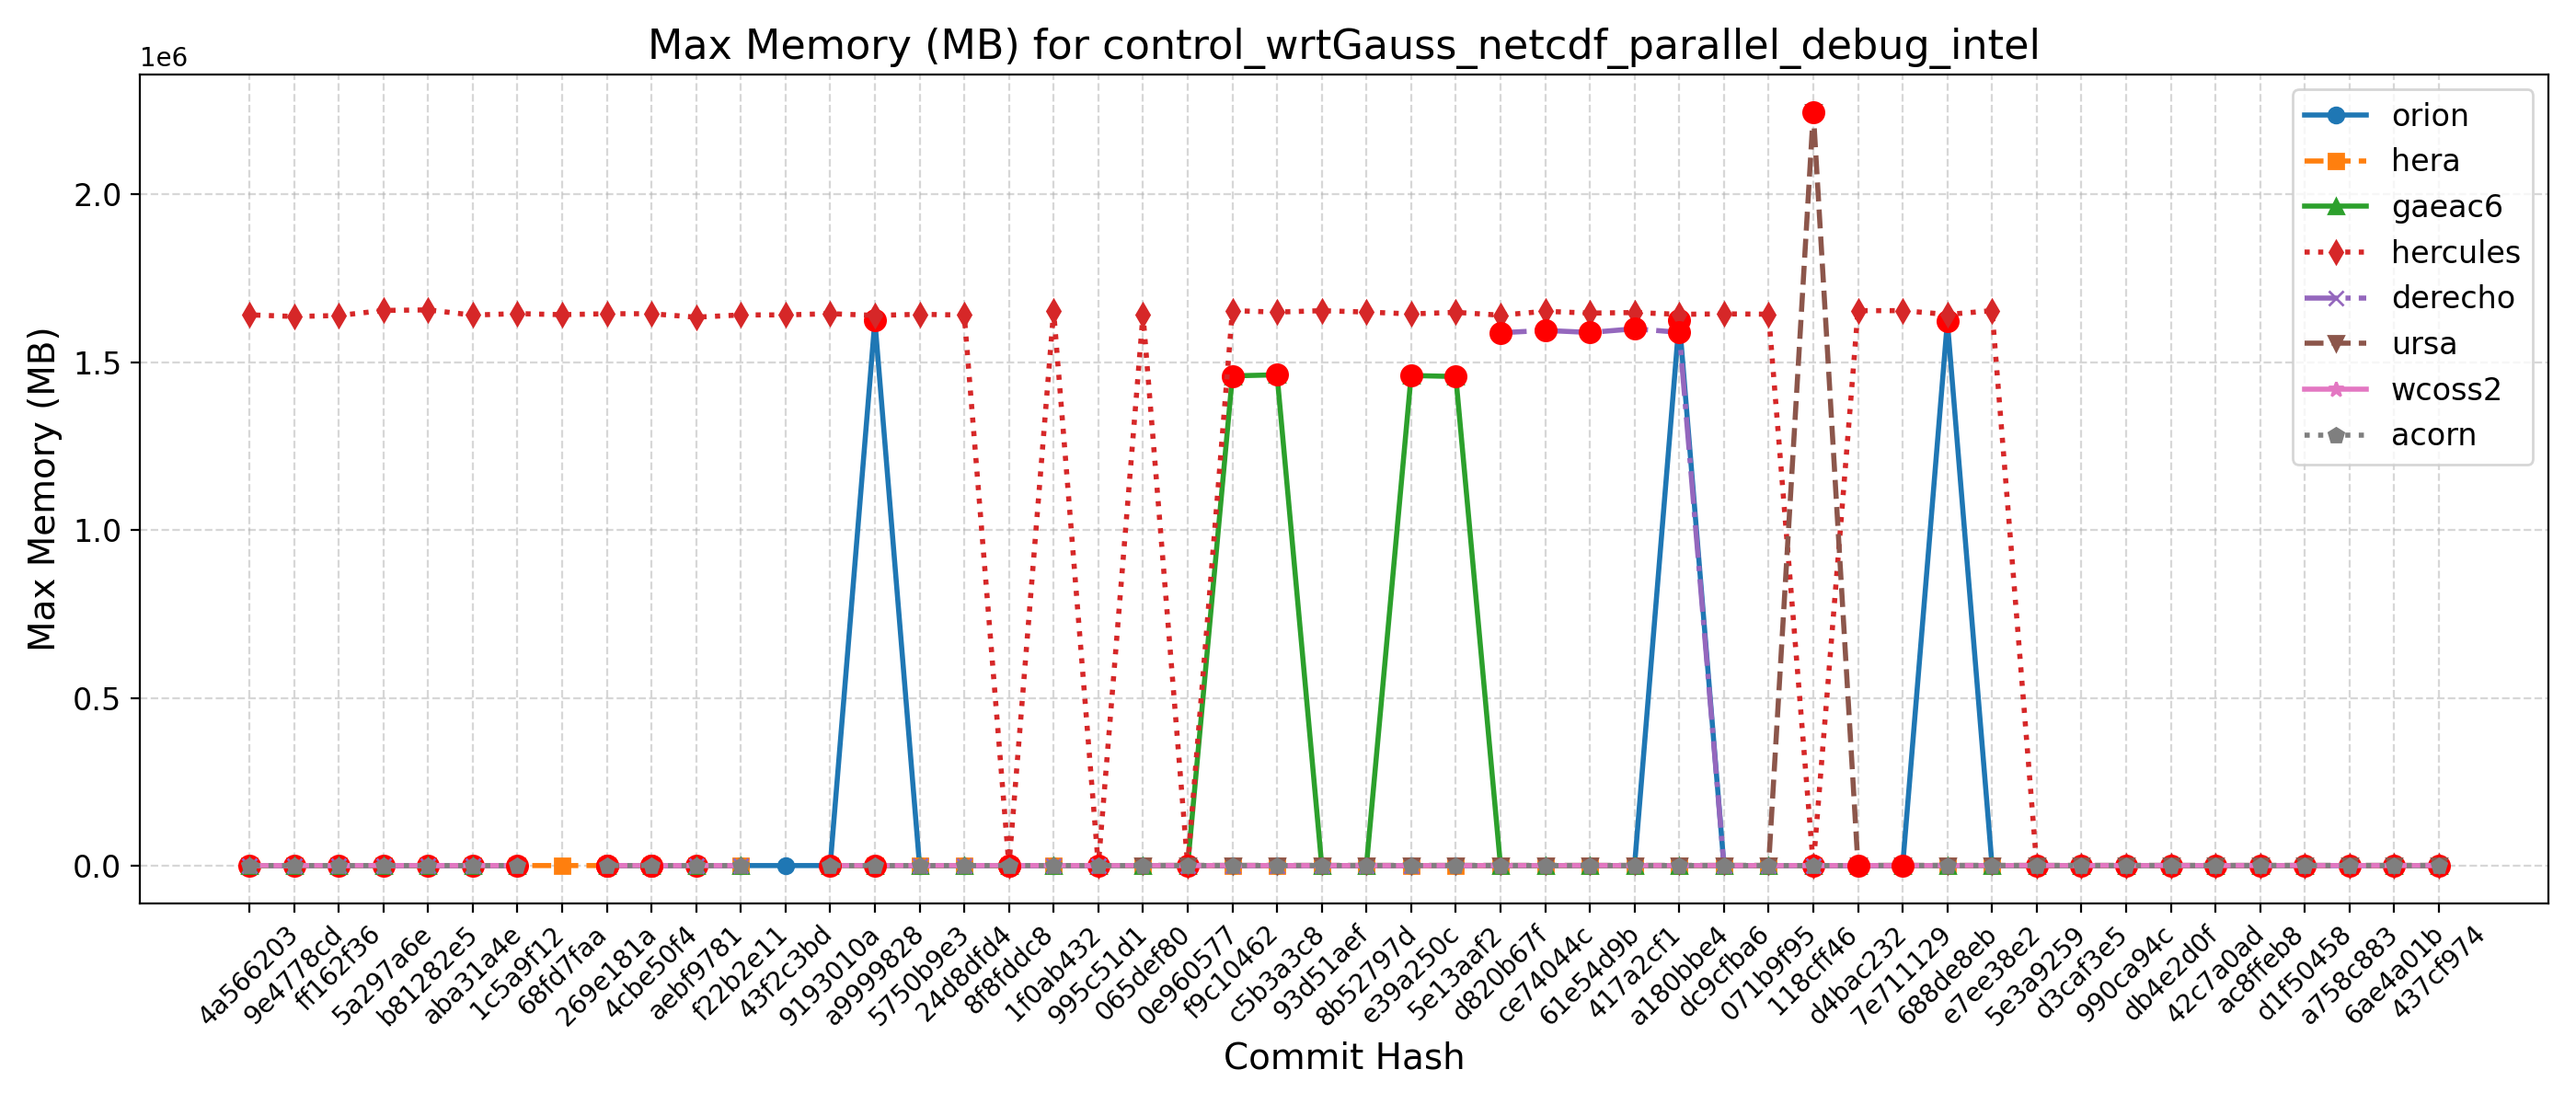 Max Memory (MB) for control_wrtGauss_netcdf_parallel_debug_intel
1e6
2.0
1.5
1.0
0.5
0.0
Max Memory (MB)
orion
hera
gaeac6
hercules
derecho
ursa
wcoss2
acorn
4a566203
9e4778cd
ff162f36
5a297a6e
b81282e5
aba31a4e
1c5a9f12
68fd7faa
269e181a
4cbe50f4
aebf9781
f22b2e11
43f2c3bd
9193010a
a9999828
5750b9e3
24d8dfd4
8f8fddc8
1f0ab432
995c51d1
065def80
0e960577
f9c10462
c5b3a3c8
93d51aef
8b52797d
e39a250c
5e13aaf2
d820b67f
ce74044c
61e54d9b
417a2cf1
a180bbe4
dc9cfba6
071b9f95
118cff46
d4bac232
7e711129
688de8eb
e7ee38e2
5e3a9259
d3caf3e5
990ca94c
db4e2d0f
42c7a0ad
ac8ffeb8
d1f50458
a758c883
6ae4a01b
437cf974
Commit Hash